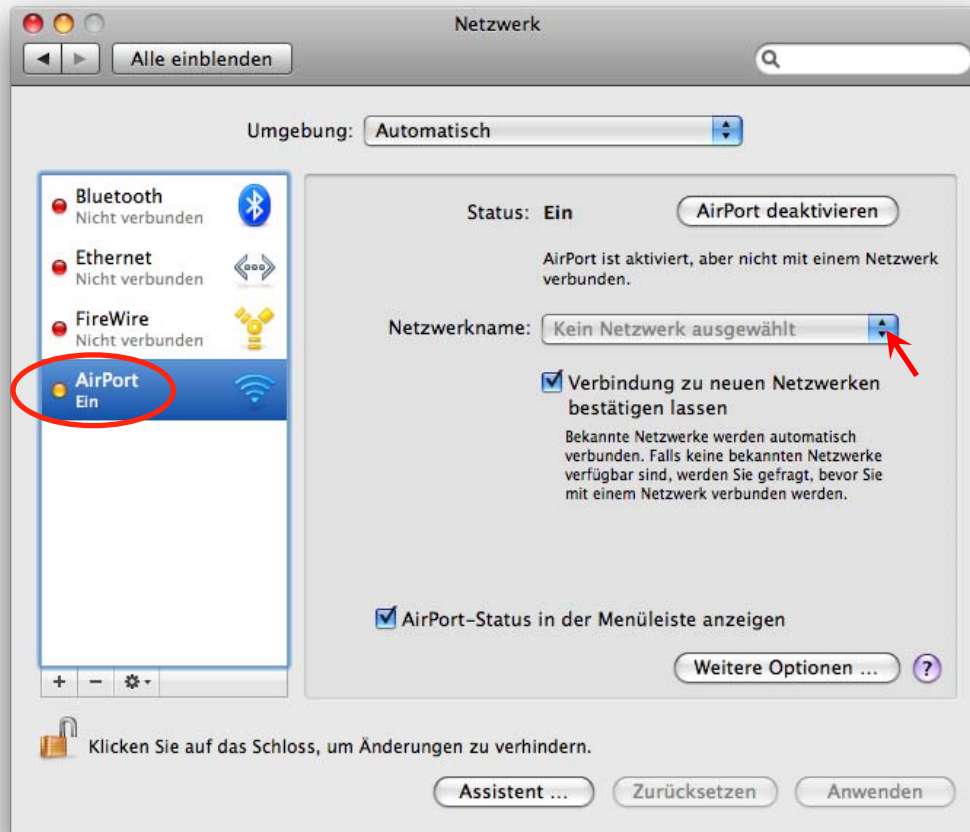 Netzwerk
Alle einblenden
Umgebung: Automatisch
Bluetooth
Nicht verbunden
Ethernet
Nicht verbunden
FireWire
Nicht verbunden
AirPort
Ein
Status: Ein
AirPort deaktivieren
AirPort ist aktiviert, aber nicht mit einem Netzwerk
verbunden.
Netzwerkname: Kein Netzwerk ausgewählt
Verbindung zu neuen Netzwerken
bestätigen lassen
Bekannte Netzwerke werden automatisch
verbunden. Falls keine bekannten Netzwerke
verfügbar sind, werden Sie gefragt, bevor Sie
mit einem Netzwerk verbunden werden.
AirPort-Status in der Menüleiste anzeigen
Weitere Optionen ... ?
Klicken Sie auf das Schloss, um Änderungen zu verhindern.
Assistent ... Zurücksetzen Anwenden